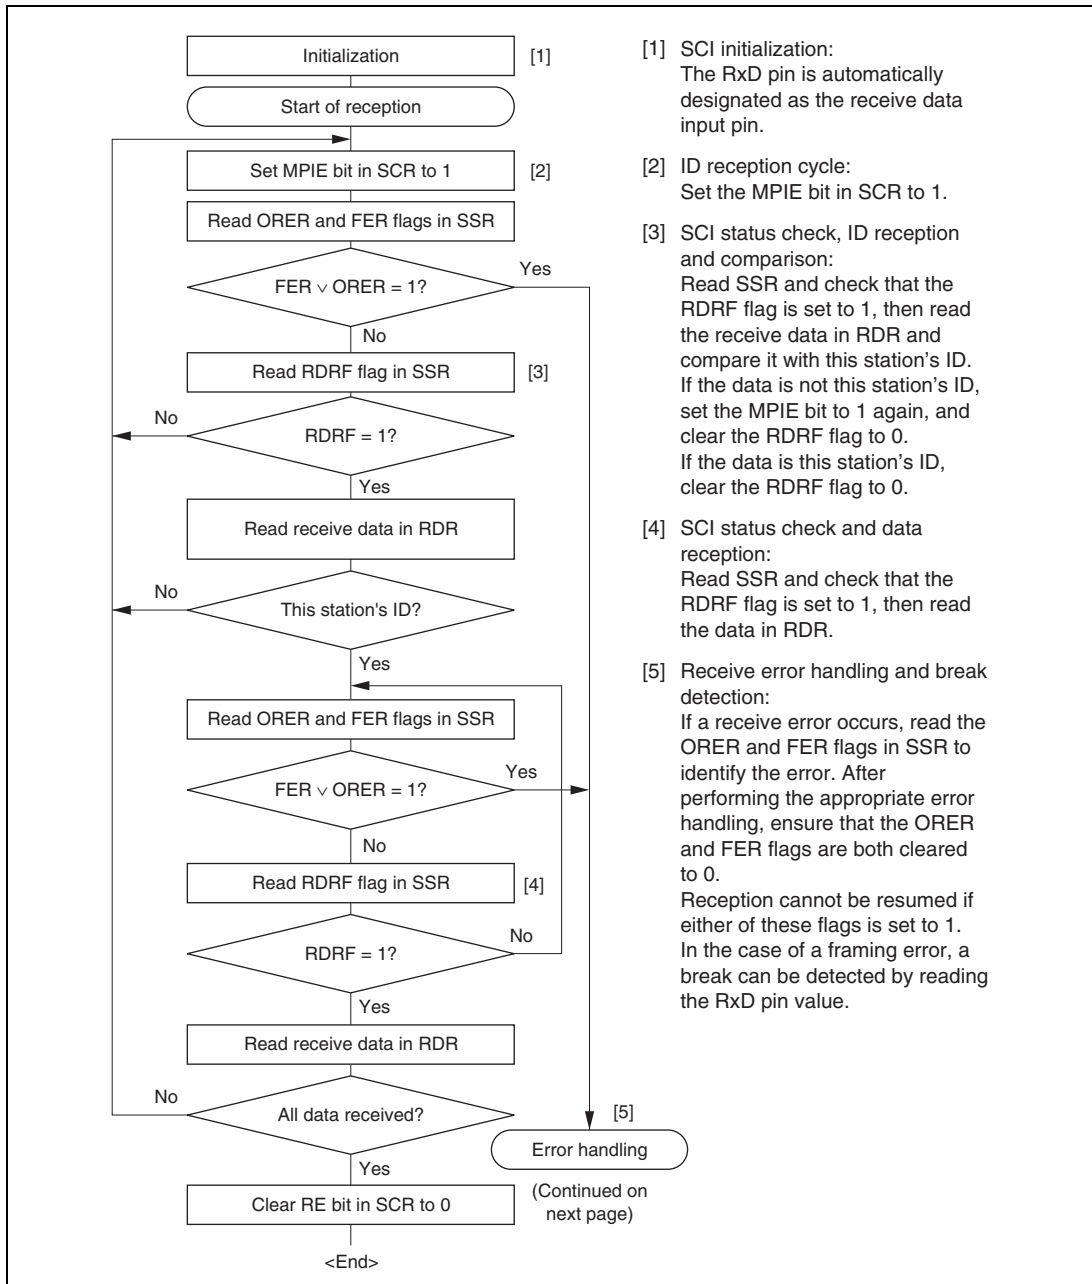 Initialization
[1]
Start of reception
Set MPIE bit in SCR to 1
[2]
Read ORER and FER flags in SSR
FER ∨ ORER = 1?
Yes
No
Read RDRF flag in SSR
[3]
No
RDRF = 1?
Yes
Read receive data in RDR
No
This station's ID?
Yes
Read ORER and FER flags in SSR
FER ∨ ORER = 1?
Yes
No
Read RDRF flag in SSR
[4]
RDRF = 1?
No
Yes
Read receive data in RDR
No
All data received?
Yes
Clear RE bit in SCR to 0
<End>
[5]
Error handling
(Continued on
next page)
[1] SCI initialization:
The RxD pin is automatically
designated as the receive data
input pin.
[2] ID reception cycle:
Set the MPIE bit in SCR to 1.
[3] SCI status check, ID reception
and comparison:
Read SSR and check that the
RDRF flag is set to 1, then read
the receive data in RDR and
compare it with this station's ID.
If the data is not this station's ID,
set the MPIE bit to 1 again, and
clear the RDRF flag to 0.
If the data is this station's ID,
clear the RDRF flag to 0.
[4] SCI status check and data
reception:
Read SSR and check that the
RDRF flag is set to 1, then read
the data in RDR.
[5] Receive error handling and break
detection:
If a receive error occurs, read the
ORER and FER flags in SSR to
identify the error. After
performing the appropriate error
handling, ensure that the ORER
and FER flags are both cleared
to 0.
Reception cannot be resumed if
either of these flags is set to 1.
In the case of a framing error, a
break can be detected by reading
the RxD pin value.